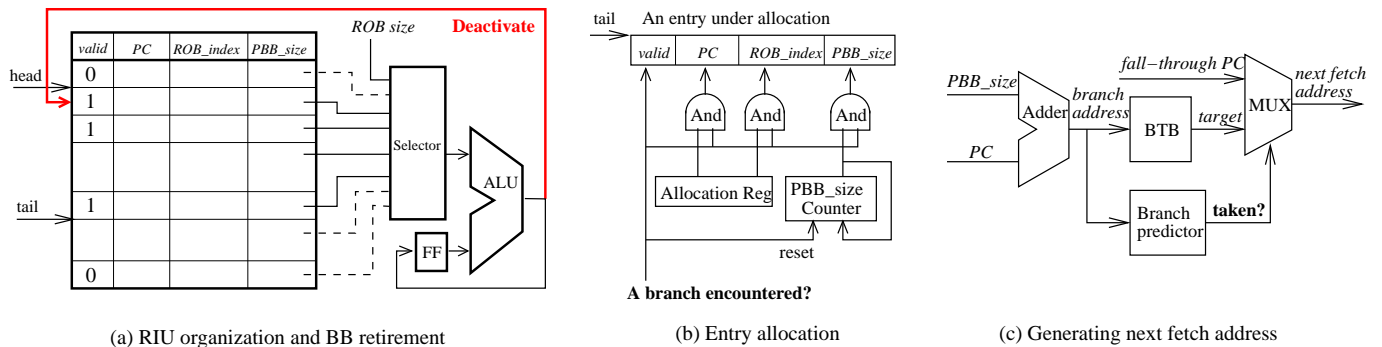 ROB size
Deactivate
valid PC ROB_index PBB_size
head
0
1
1
Selector
ALU
tail
1
FF
0
(a) RIU organization and BB retirement
tail
An entry under allocation
valid PC ROB_index PBB_size
And And And
Allocation Reg
PBB_size
Counter
reset
A branch encountered?
(b) Entry allocation
fall−through PC
next fetch
address
PBB_size
Adder
branch
address
BTB
target
MUX
PC
Branch
predictor
taken?
(c) Generating next fetch address